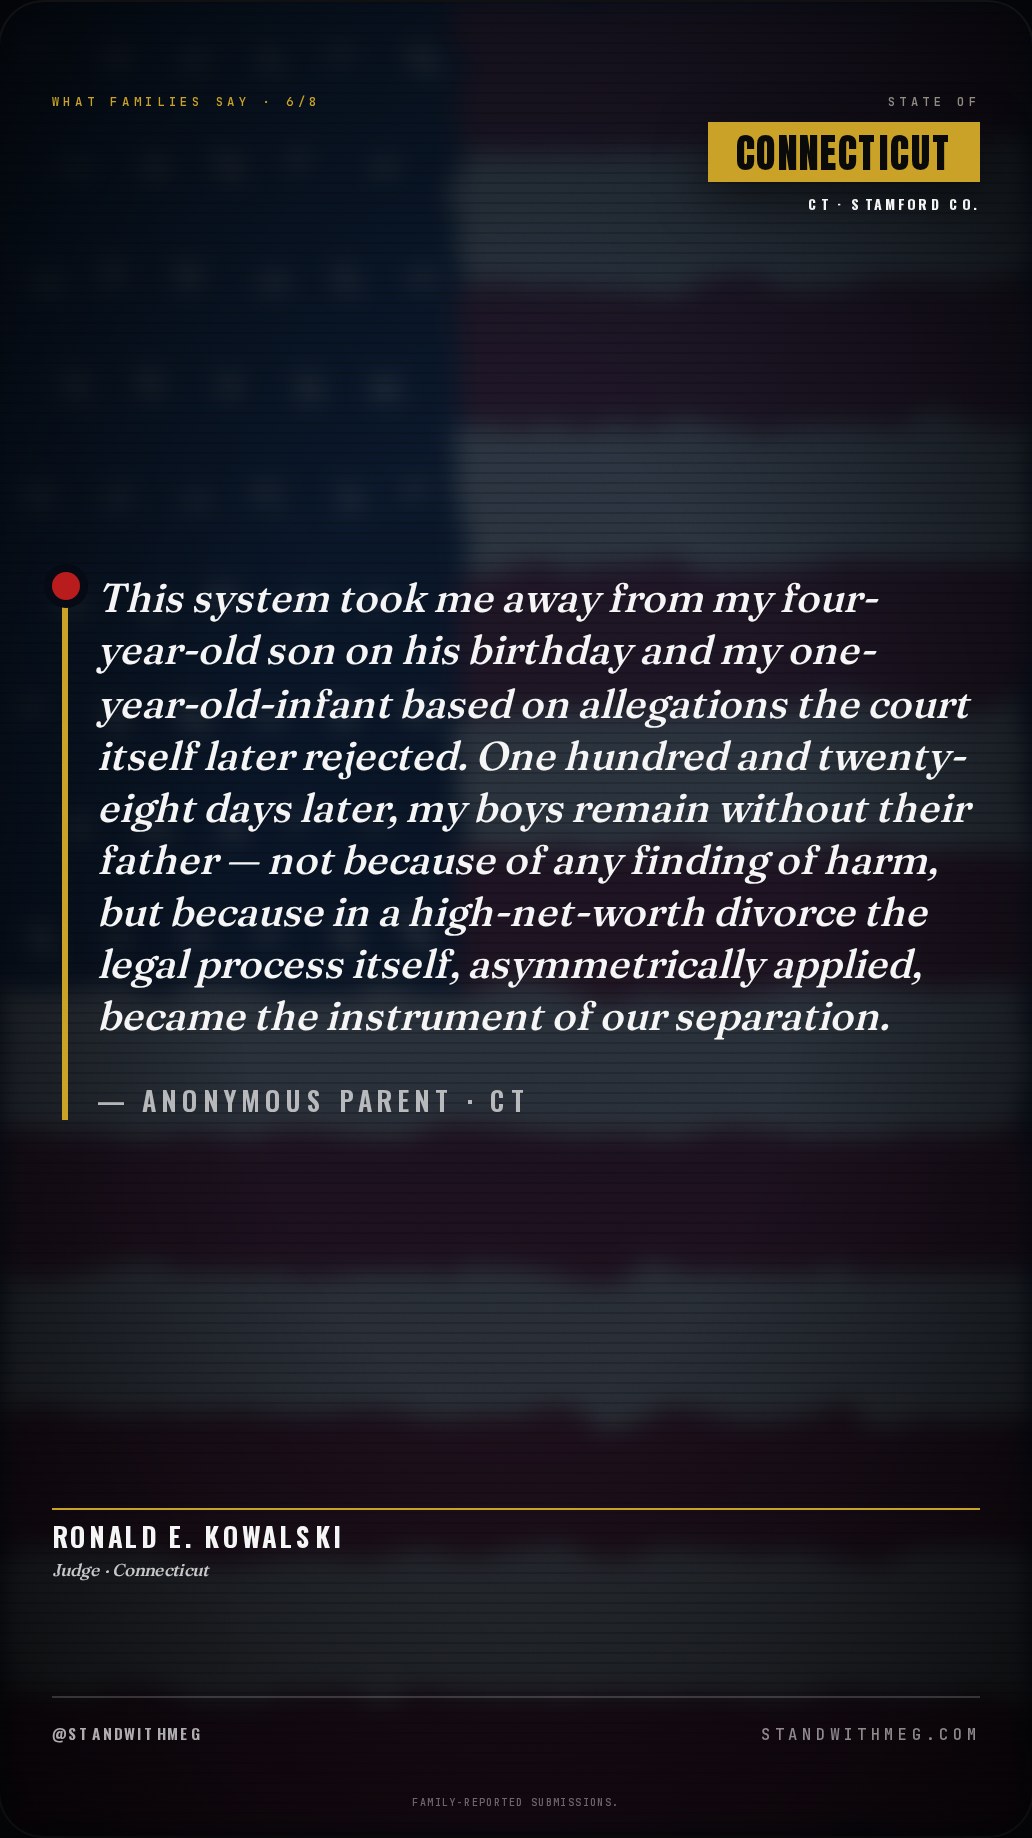 WHAT FAMILIES SAY · 6/8
STATE OF
CONNECTICUT
CT · STAMFORD CO.
This system took me away from my four-
year-old son on his birthday and my one-
year-old-infant based on allegations the court
itself later rejected. One hundred and twenty-
eight days later, my boys remain without their
father — not because of any finding of harm,
but because in a high-net-worth divorce the
legal process itself, asymmetrically applied,
became the instrument of our separation.
— ANONYMOUS PARENT · CT
RONALD E. KOWALSKI
Judge · Connecticut
@STANDWITHMEG
STANDWITHMEG.COM
FAMILY-REPORTED SUBMISSIONS.